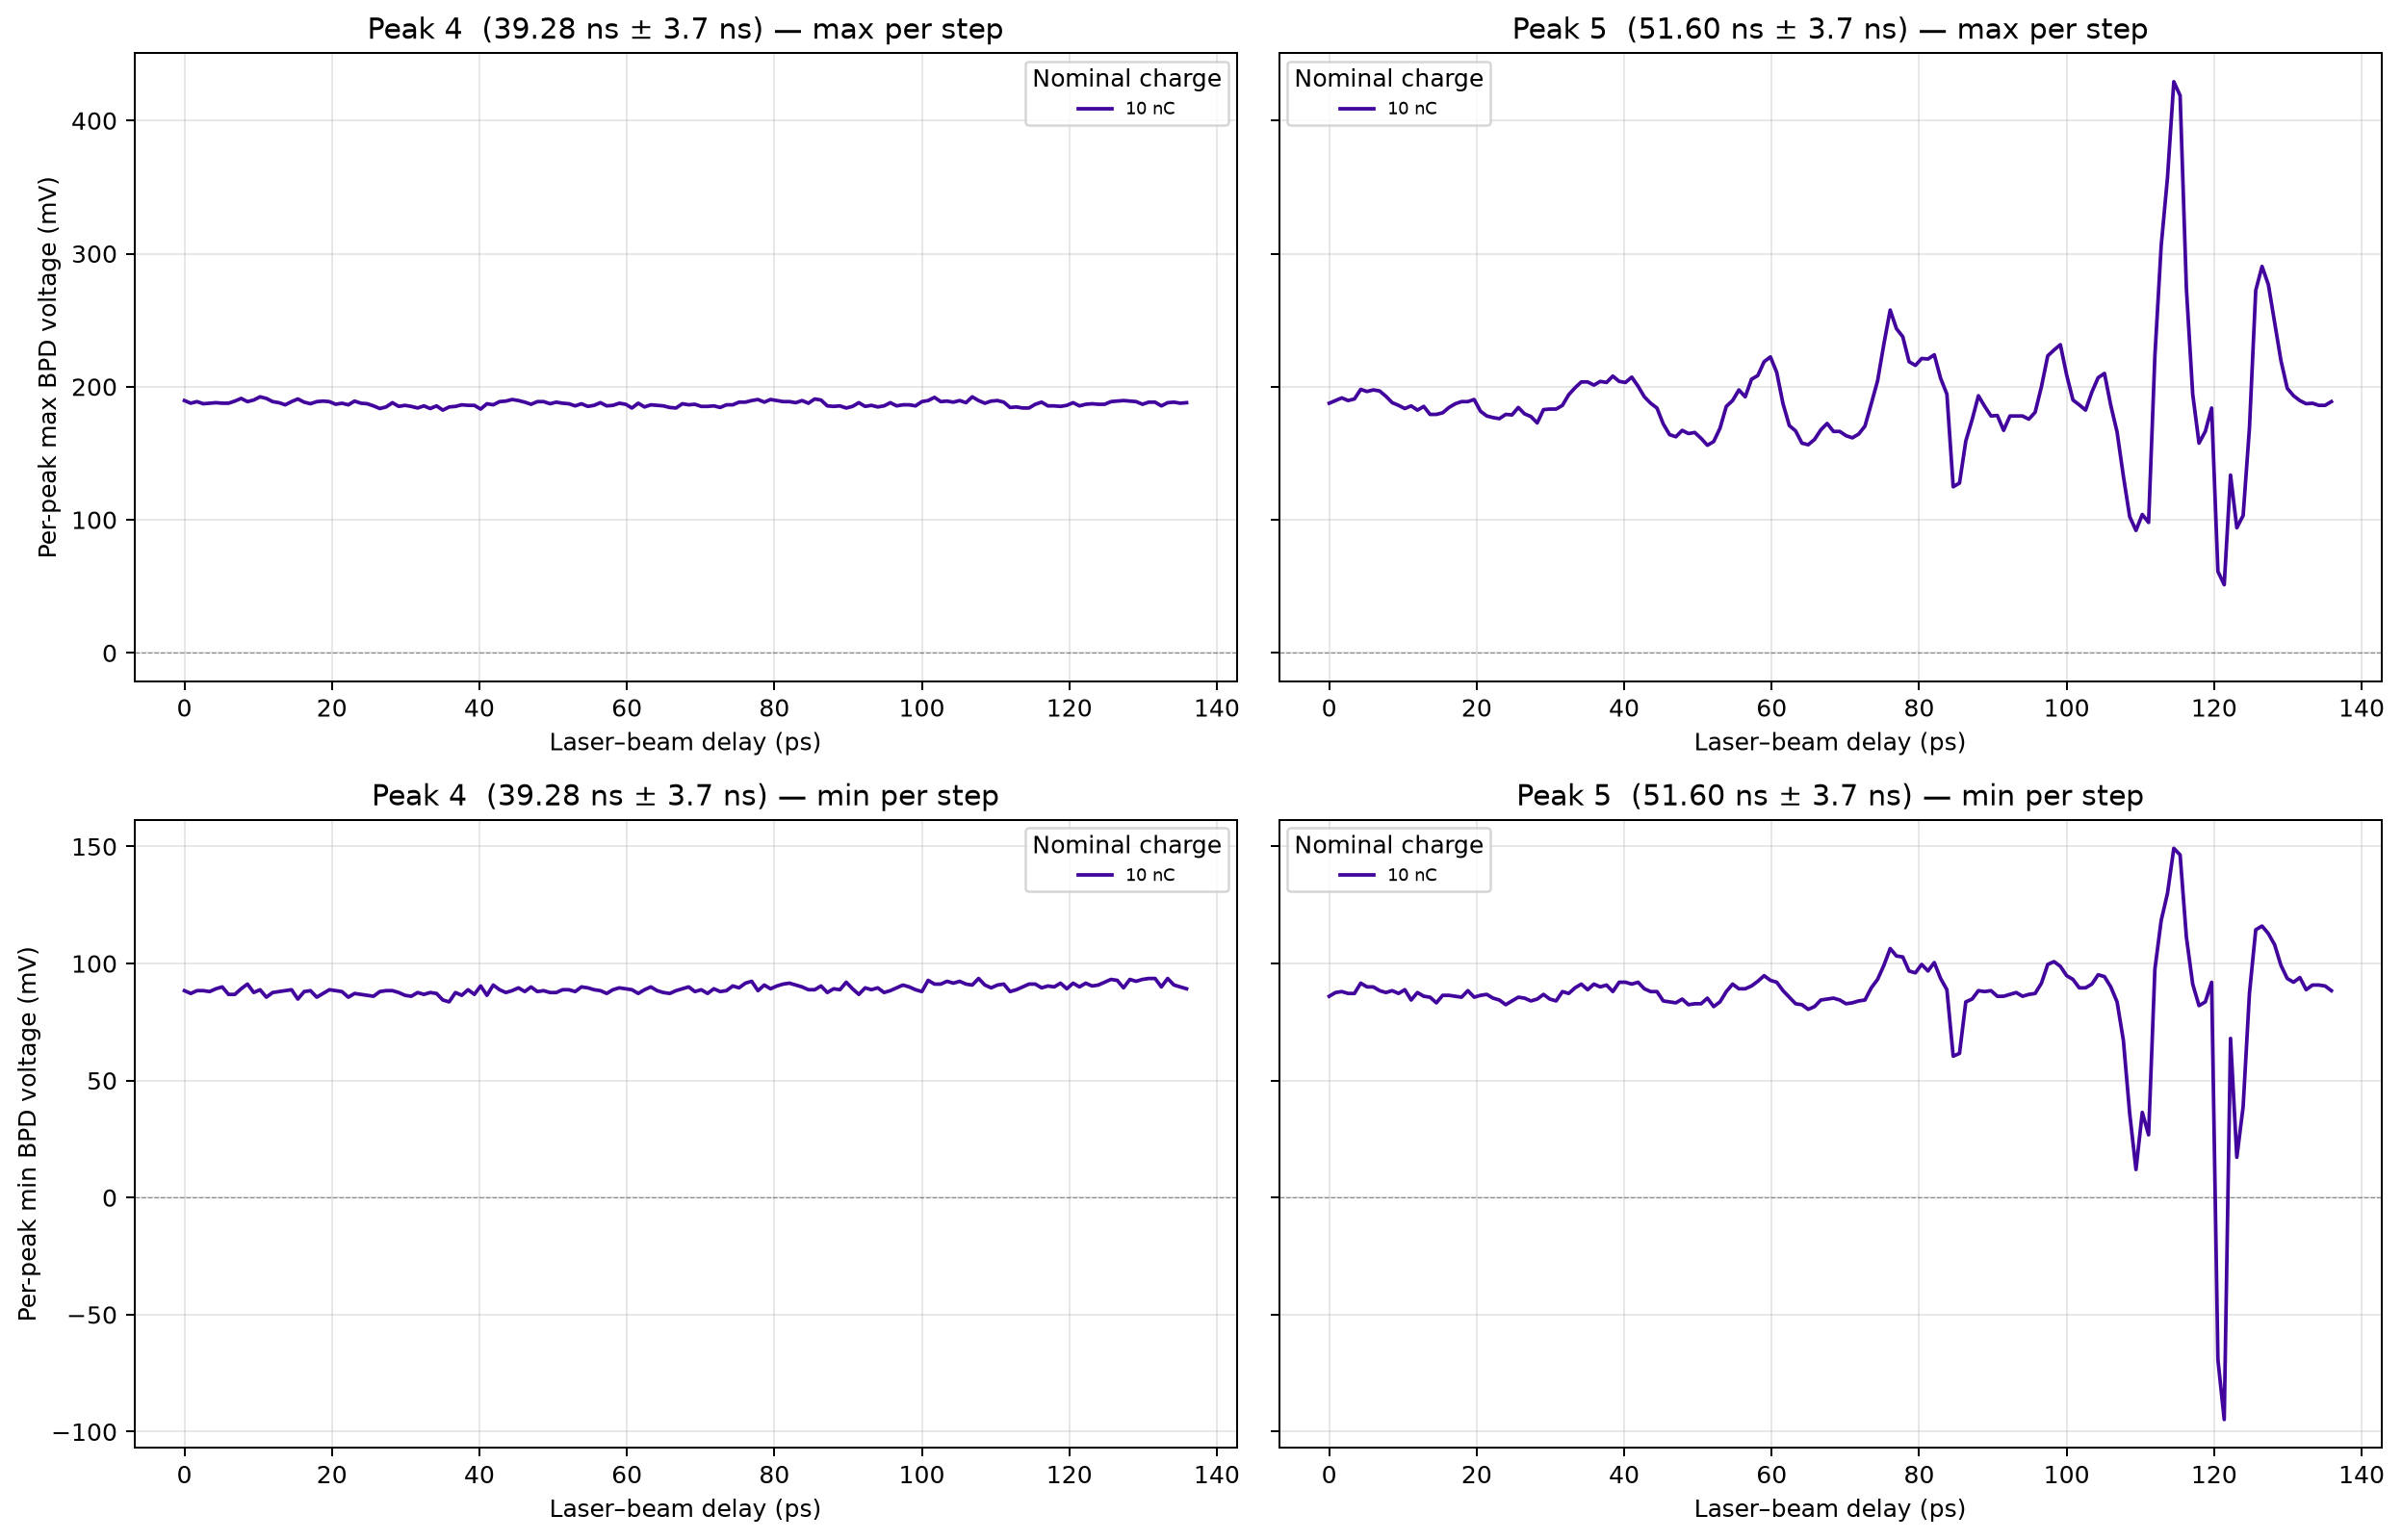 Peak 4 (39.28 ns ± 3.7 ns) — max per step
Nominal charge
10 nC
Per-peak max BPD voltage (mV)
400
300
200
100
0
0 20 40 60 80 100 120 140
Laser–beam delay (ps)
Peak 5 (51.60 ns ± 3.7 ns) — max per step
Nominal charge
10 nC
0 20 40 60 80 100 120 140
Laser–beam delay (ps)
Peak 4 (39.28 ns ± 3.7 ns) — min per step
Nominal charge
10 nC
Per-peak min BPD voltage (mV)
150
100
50
0
−50
−100
0 20 40 60 80 100 120 140
Laser–beam delay (ps)
Peak 5 (51.60 ns ± 3.7 ns) — min per step
Nominal charge
10 nC
0 20 40 60 80 100 120 140
Laser–beam delay (ps)